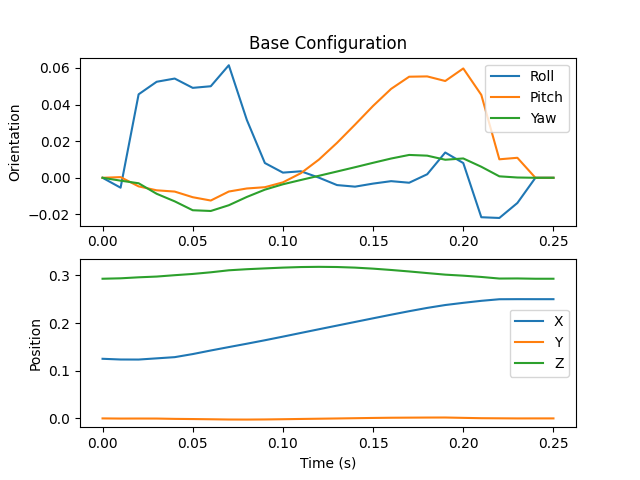 Base Configuration
Orientation
0.06
0.04
0.02
0.00
−0.02
Roll
Pitch
Yaw
0.00 0.05 0.10 0.15 0.20 0.25
Position
0.3
0.2
0.1
0.0
X
Y
Z
0.00 0.05 0.10 0.15 0.20 0.25
Time (s)